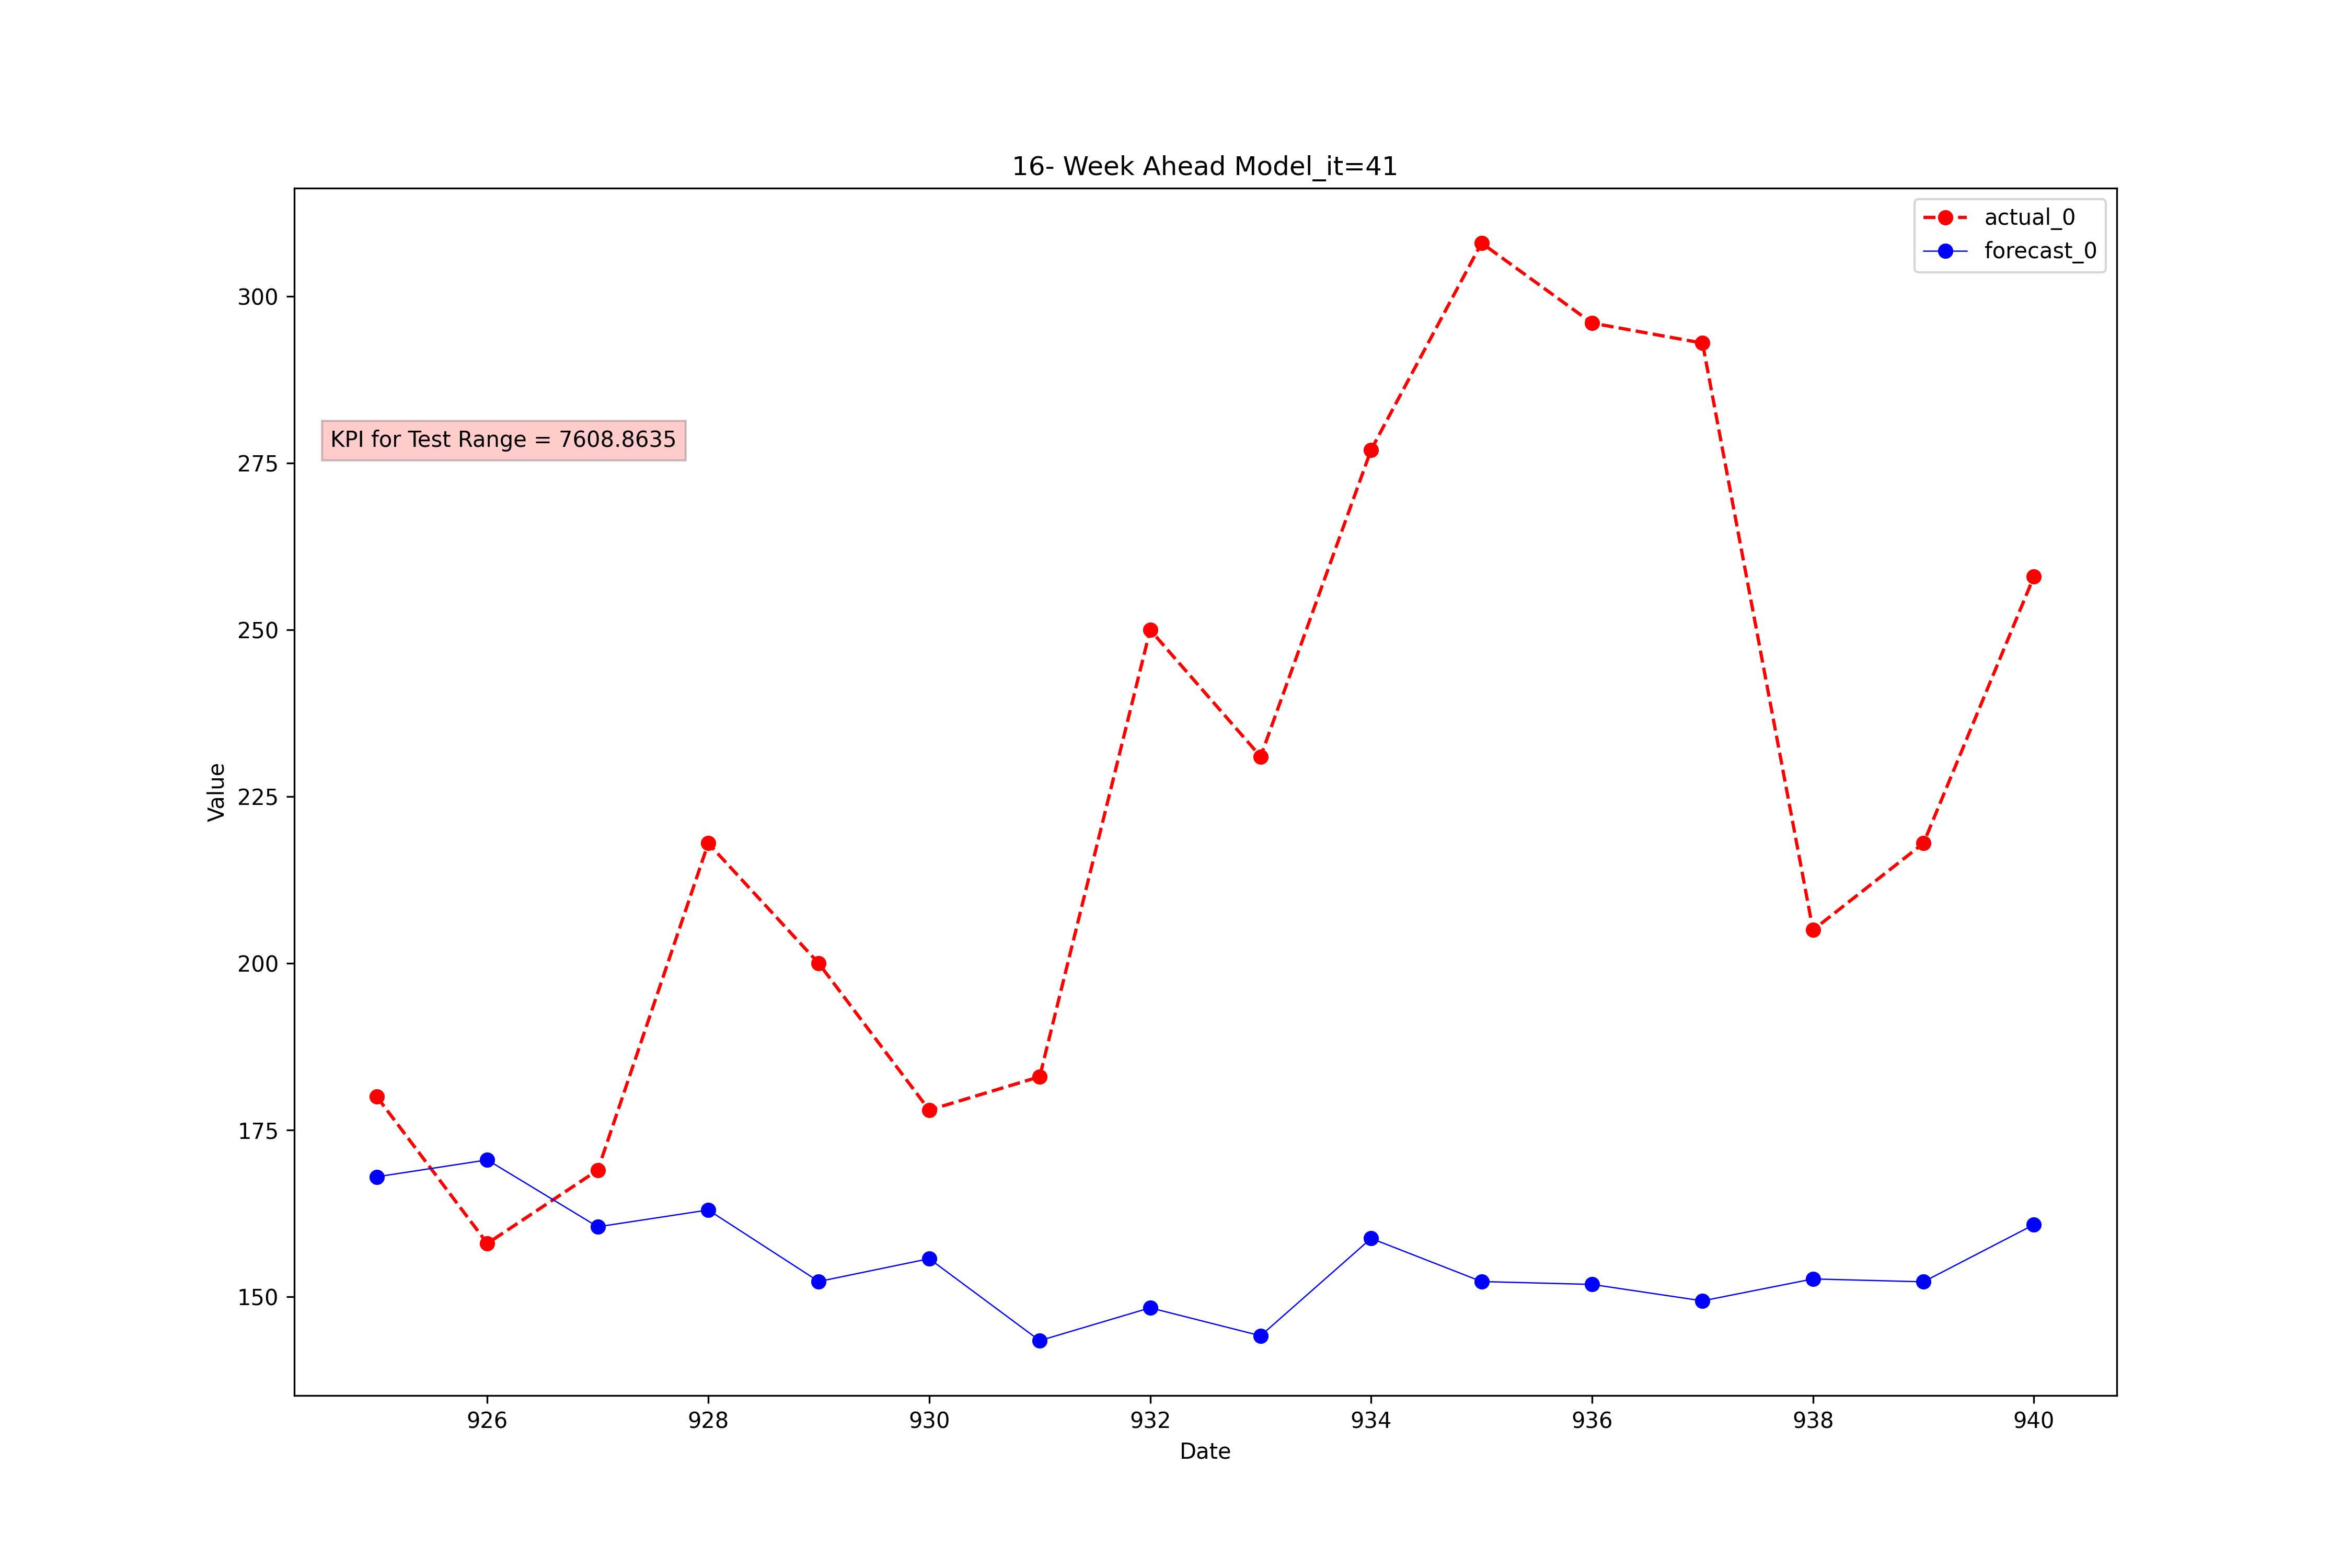 16- Week Ahead Model_it=41
actual_0
forecast_0
KPI for Test Range = 7608.8635
300
275
250
225
200
175
150
Value
926 928 930 932 934 936 938 940
Date